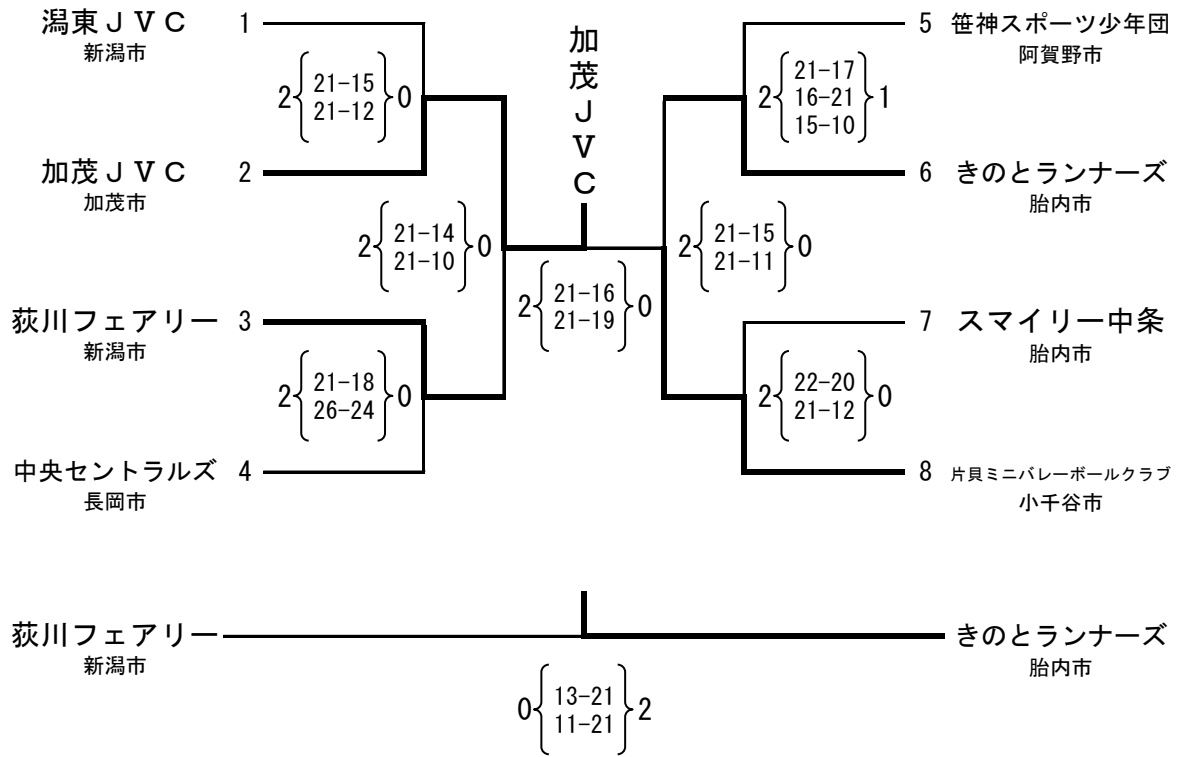 潟東ＪＶＣ 1
新潟市
2 21-15 0
21-12
加茂ＪＶＣ 2
加茂市
2 21-14 0
21-10
荻川フェアリー 3
新潟市
2 21-18 0
26-24
中央セントラルズ 4
長岡市
加茂ＪＶＣ
2 21-16 0
21-19
5 笹神スポーツ少年団
阿賀野市
21-17
2 16-21 1
15-10
6 きのとランナーズ
胎内市
2 21-15 0
21-11
7 スマイリー中条
胎内市
2 22-20 0
21-12
8 片貝ミニバレーボールクラブ
小千谷市
荻川フェアリー
新潟市
0 13-21 2
11-21
きのとランナーズ
胎内市